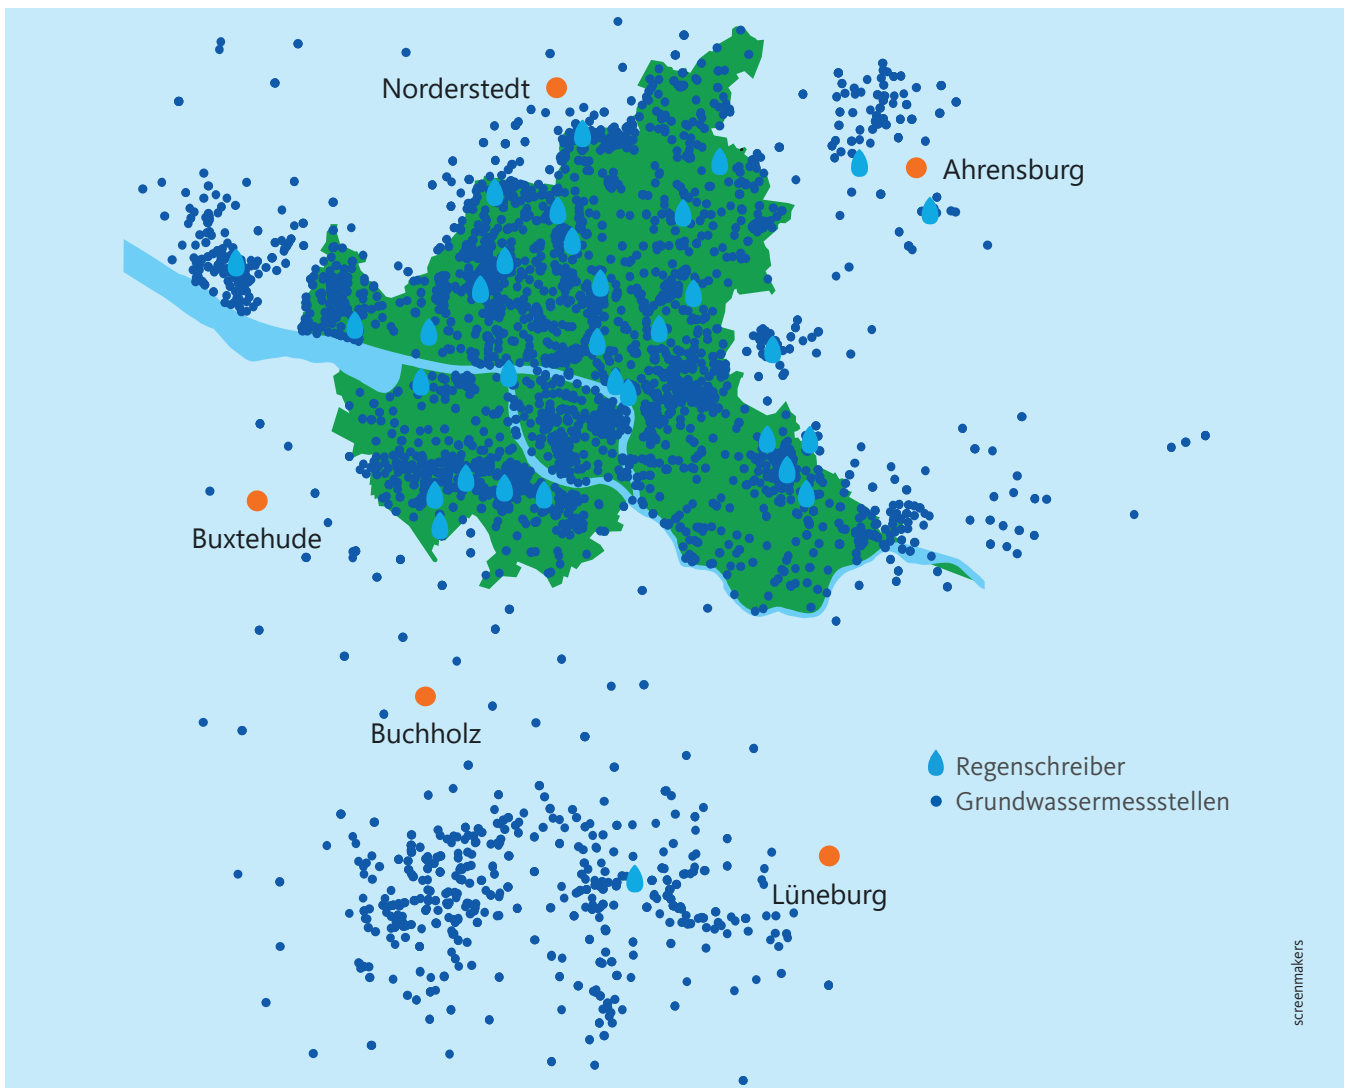 Norderstedt
Ahrensburg
Buxtehude
Buchholz
Regenschreiber
Grundwassermessstellen
Lüneburg
screenmakers